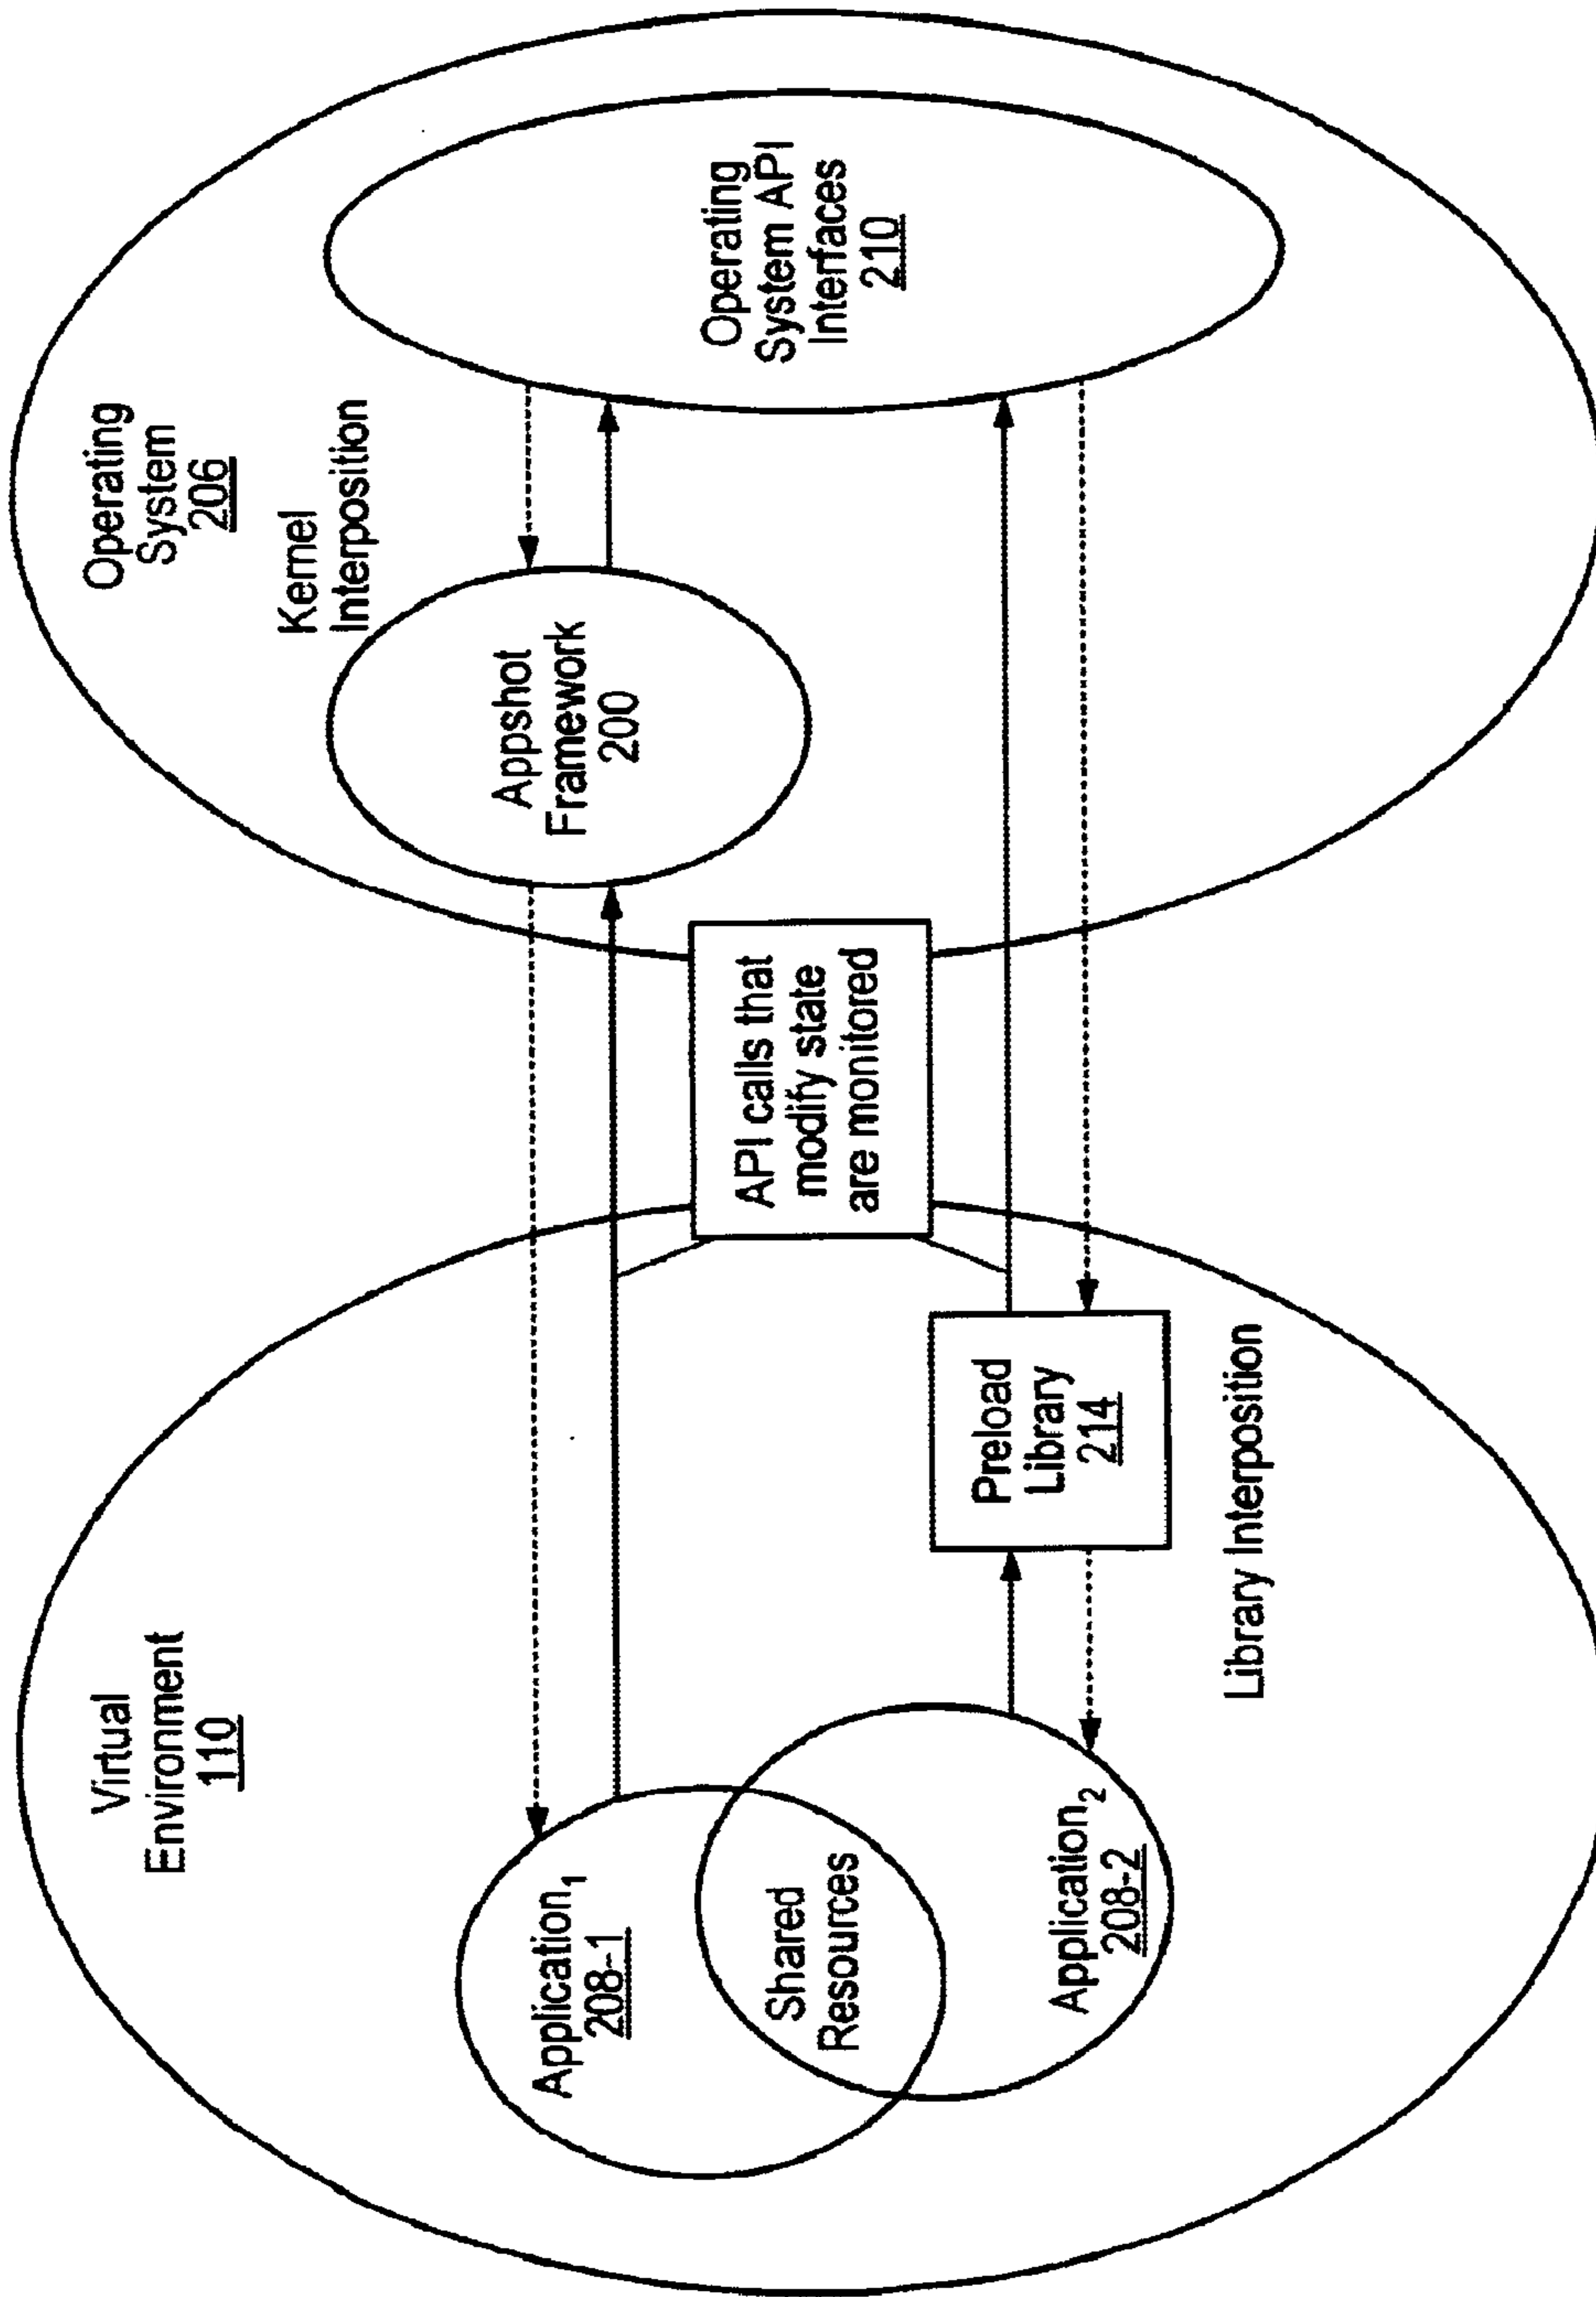 Virtual
Environment
110
Application1
208-1
Shared
Resources
Application2
208-2
Preload
Library
214
Library Interposition
API calls that
modify state
are monitored
Operating
System
206
Kernel
Interposition
Appshot
Framework
200
Operating
System API
Interfaces
210